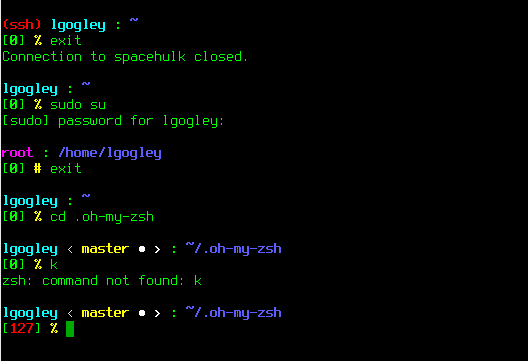 (ssh) lgogley : ~
[0] % exit
Connection to spacehulk closed.
lgogley : ~
[0] % sudo su
[sudo] password for lgogley:
root : /home/lgogley
[0] # exit
lgogley : ~
[0] % cd .oh-my-zsh
lgogley < master ● > : ~/.oh-my-zsh
[0] % k
zsh: command not found: k
lgogley < master ● > : ~/.oh-my-zsh
[127] %